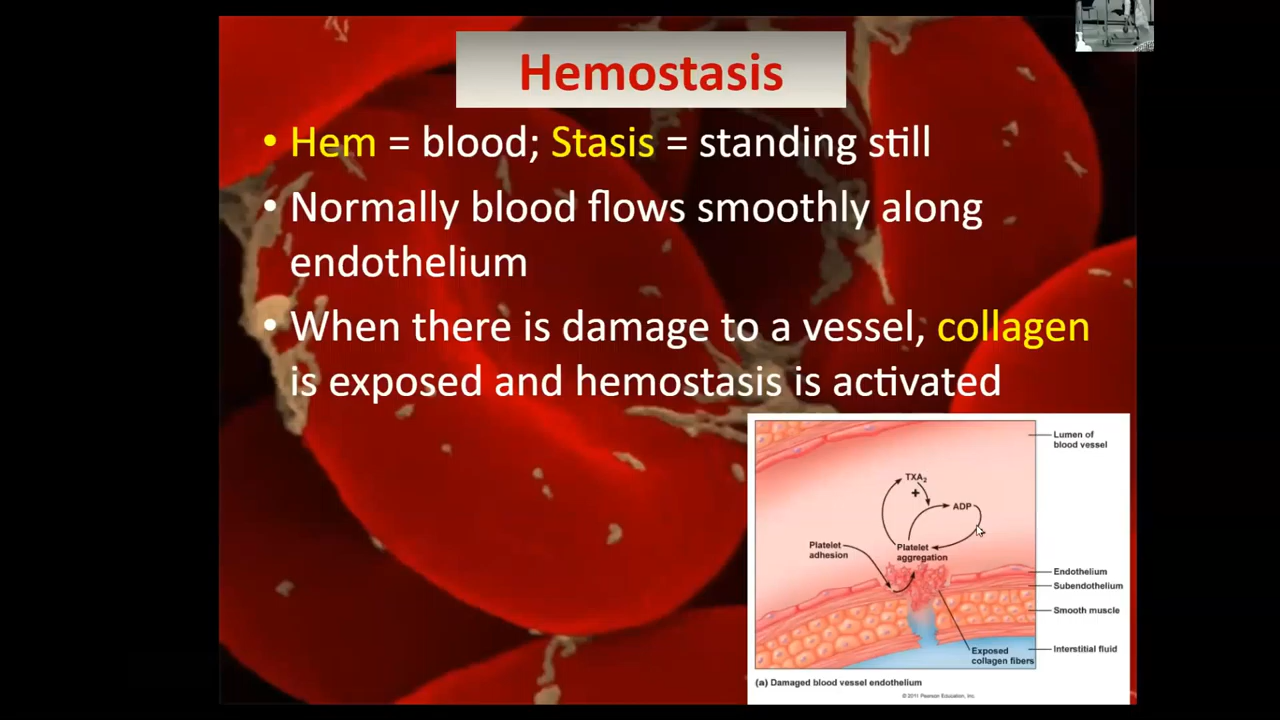 Hemostasis
• Hem = blood; Stasis = standing still
• Normally blood flows smoothly along
endothelium
• When there is damage to a vessel, collagen
is exposed and hemostasis is activated
Lumen of
blood vessel
TXA₂
+
ADP
Platelet
adhesion
Platelet
aggregation
Endothelium
Subendothelium
Smooth muscle
Interstitial fluid
Exposed
collagen fibers
(a) Damaged blood vessel endothelium
© 2011 Pearson Education, Inc.